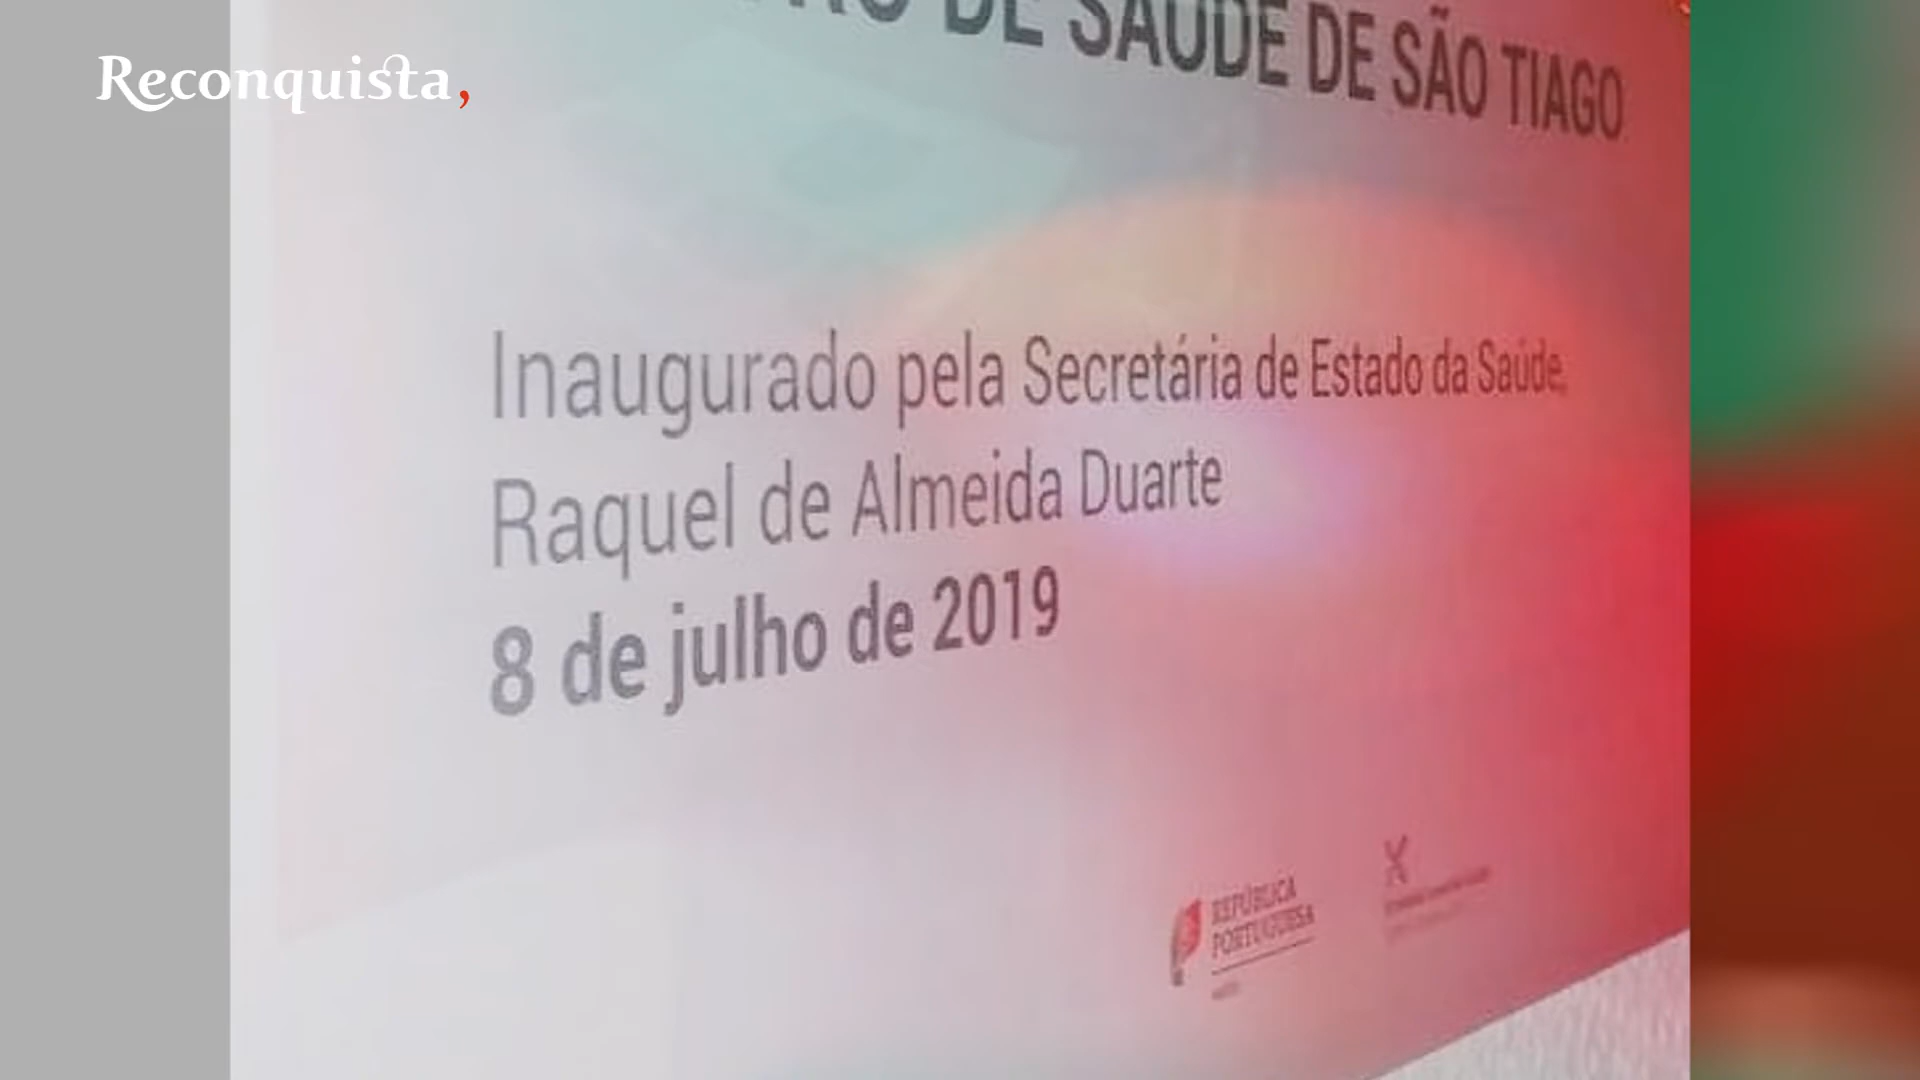 Reconquista,
DE SAÚDE DE SÃO TIAGO
Inaugurado pela Secretária de Estado da Saúde,
Raquel de Almeida Duarte
8 de julho de 2019
REPÚBLICA
PORTUGUESA